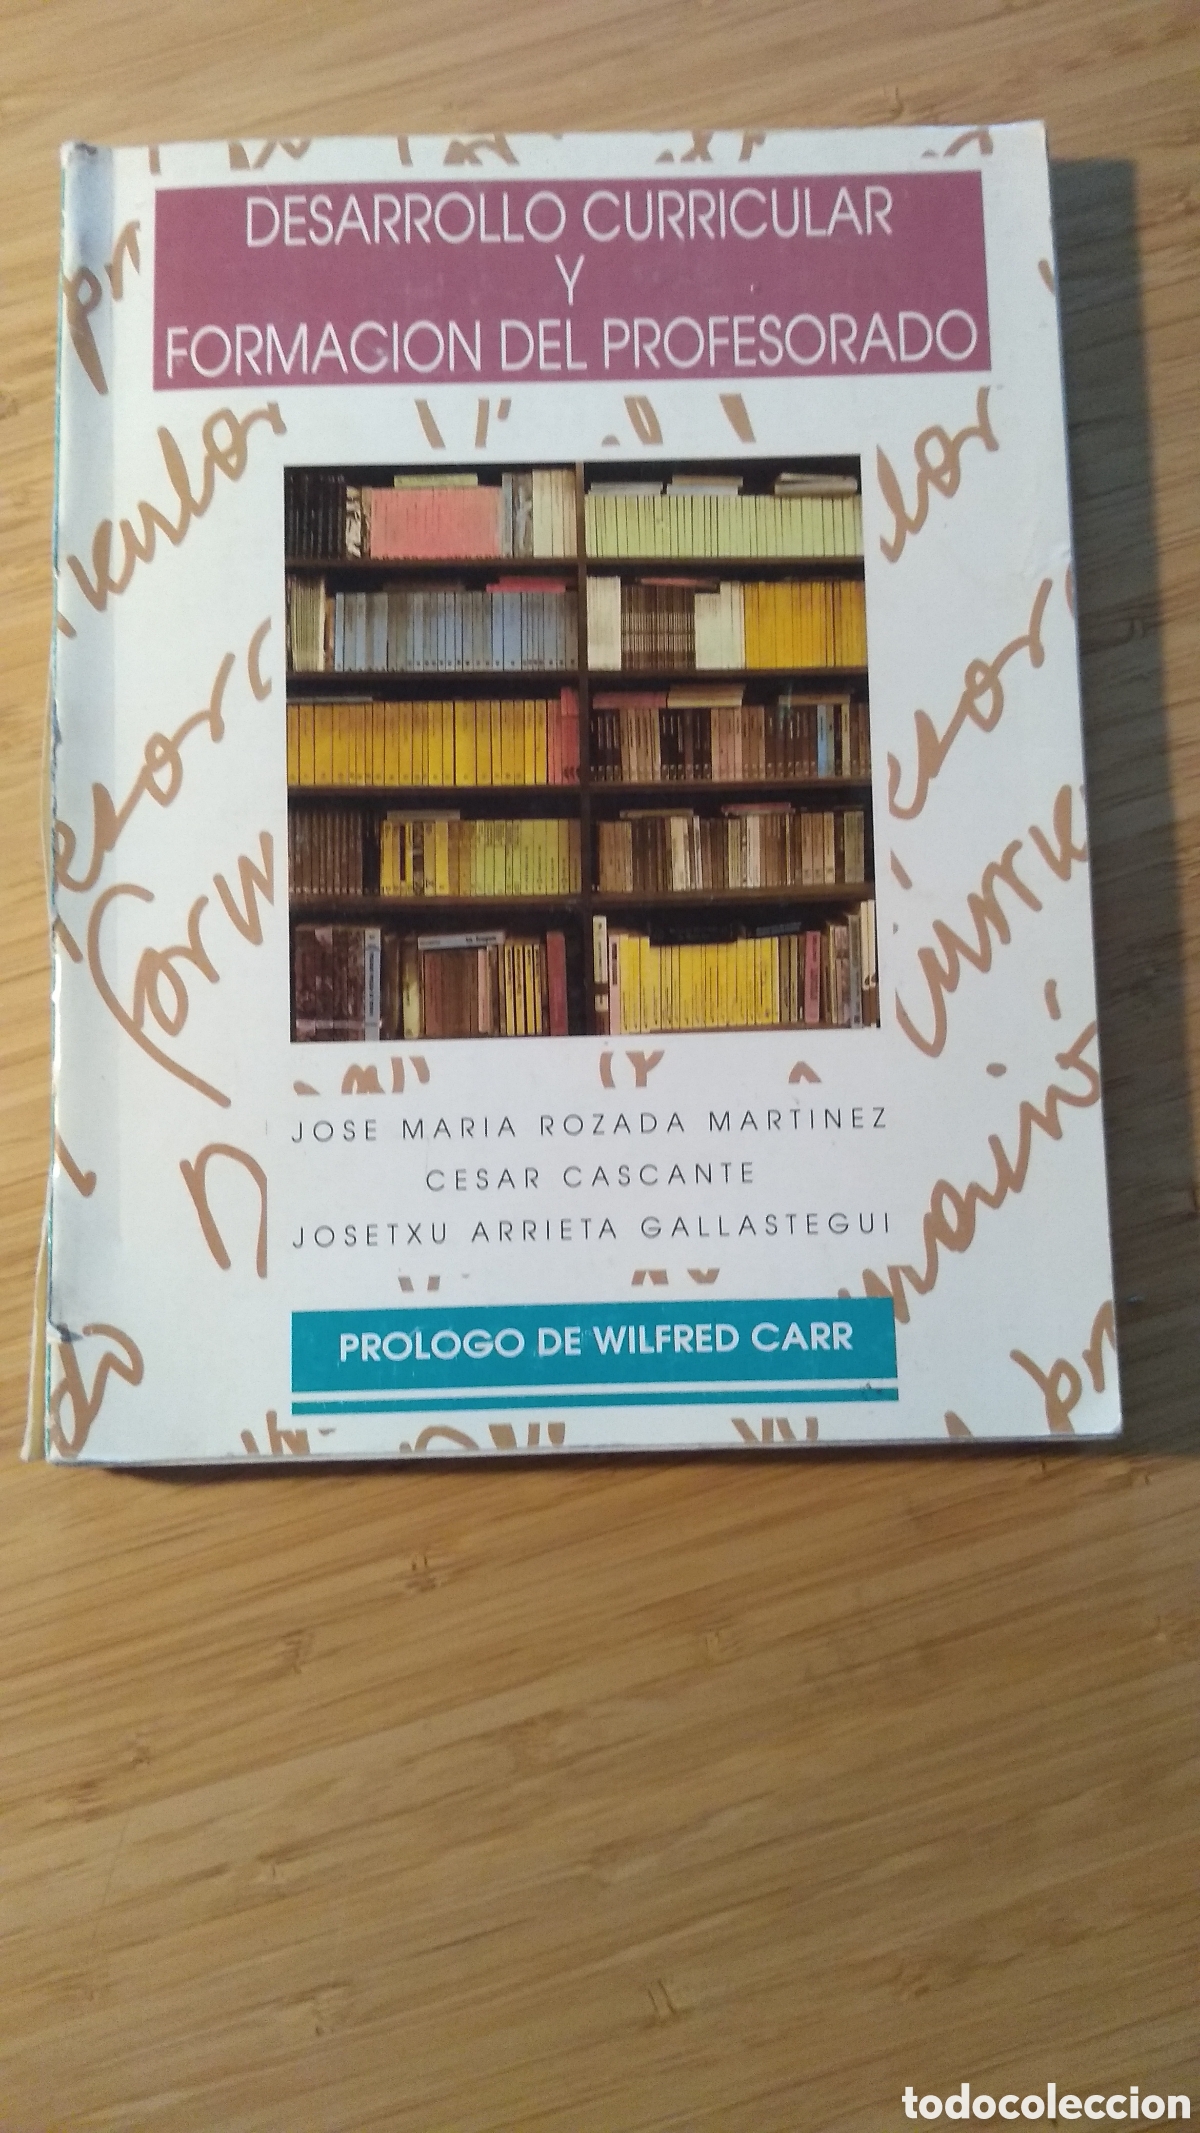 DESARROLLO CURRICULAR
Y
FORMACION DEL PROFESORADO
JOSE MARIA ROZADA MARTINEZ
CESAR CASCANTE
JOSETXU ARRIETA GALLASTEGUI
PROLOGO DE WILFRED CARR
todocoleccion